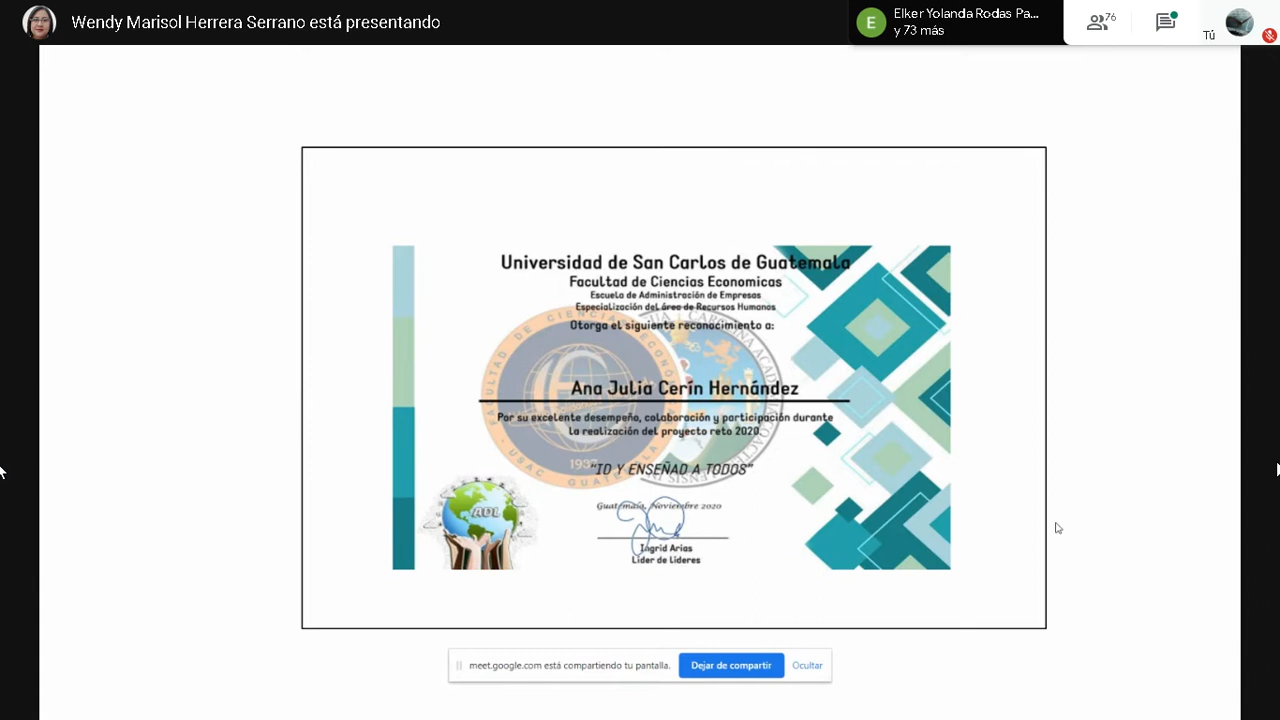 Wendy Marisol Herrera Serrano está presentando
E
Elker Yolanda Rodas Pa...
y 73 más
76
Tú
Universidad de San Carlos de Guatemala
Facultad de Ciencias Economicas
Escuela de Administración de Empresas
Especialización del área de Recursos Humanos
Otorga el siguiente reconocimiento a:
Ana Julia Cerín Hernández
Por su excelente desempeño, colaboración y participación durante
la realización del proyecto reto 2020.
1937
"ID Y ENSEÑAD A TODOS"
ADL
Guatemala, Noviembre 2020
Ingrid Arias
Lider de lideres
meet.google.com está compartiendo tu pantalla.
Dejar de compartir
Ocultar